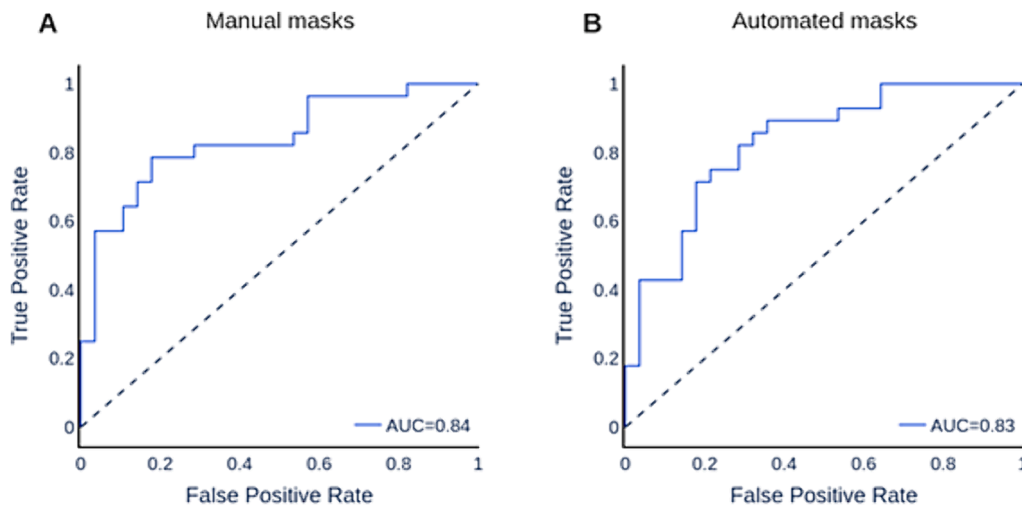 A
Manual masks
True Positive Rate
1
0.8
0.6
0.4
0.2
0
AUC=0.84
0 0.2 0.4 0.6 0.8 1
False Positive Rate
B
Automated masks
True Positive Rate
1
0.8
0.6
0.4
0.2
0
AUC=0.83
0 0.2 0.4 0.6 0.8 1
False Positive Rate